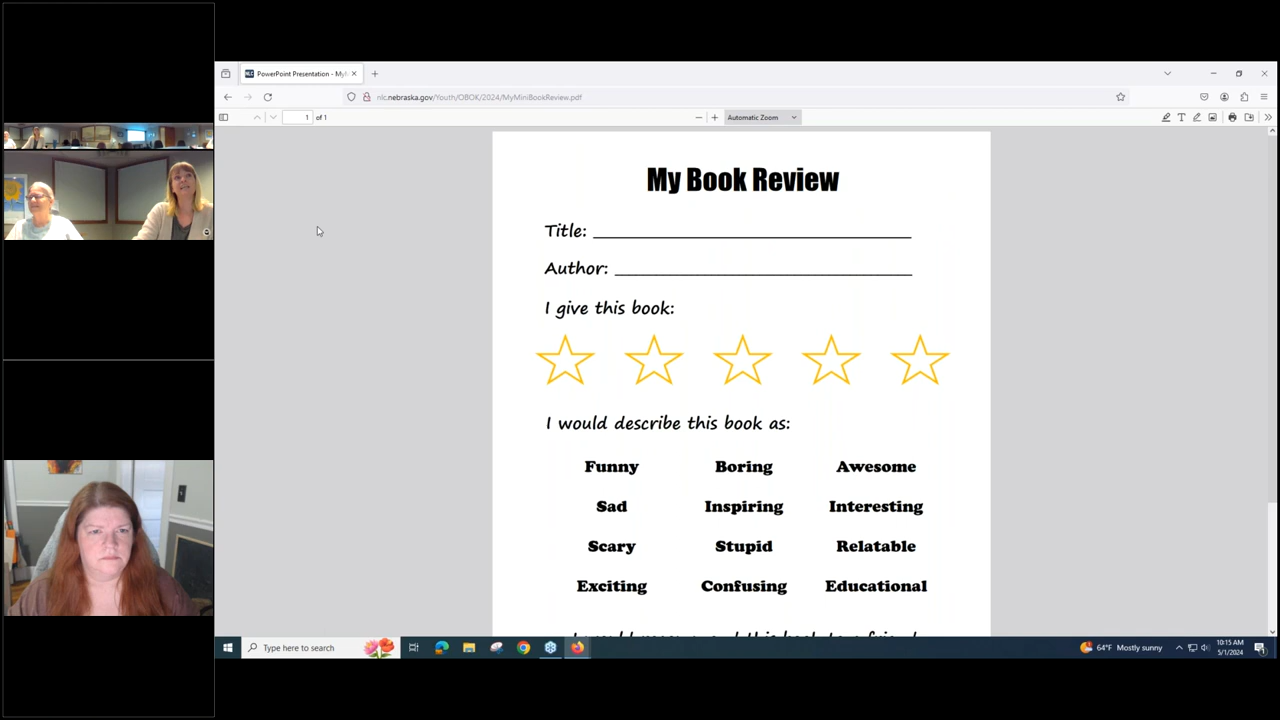 PowerPoint Presentation - MyM
nlc.nebraska.gov/Youth/OBOK/2024/MyMiniBookReview.pdf
1 of 1
Automatic Zoom
My Book Review
Title:
Author:
I give this book:
I would describe this book as:
Funny Boring Awesome
Sad Inspiring Interesting
Scary Stupid Relatable
Exciting Confusing Educational
Type here to search
64°F Mostly sunny
10:15 AM
5/1/2024